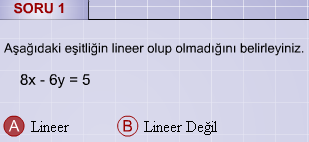 SORU 1
Aşağıdaki eşitliğin lineer olup olmadığını belirleyiniz.
8x - 6y = 5
A Lineer B Lineer Değil